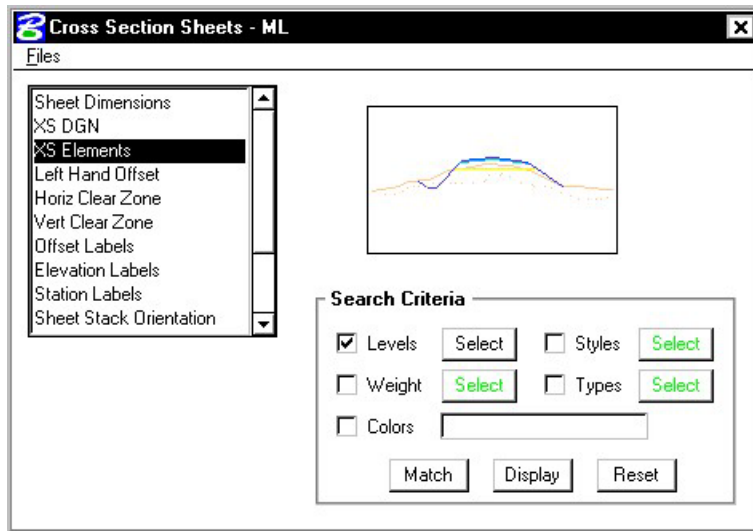 Cross Section Sheets - ML
Files
Sheet Dimensions
XS DGN
XS Elements
Left Hand Offset
Horiz Clear Zone
Vert Clear Zone
Offset Labels
Elevation Labels
Station Labels
Sheet Stack Orientation
Search Criteria
Levels Select Styles Select
Weight Select Types Select
Colors
Match Display Reset